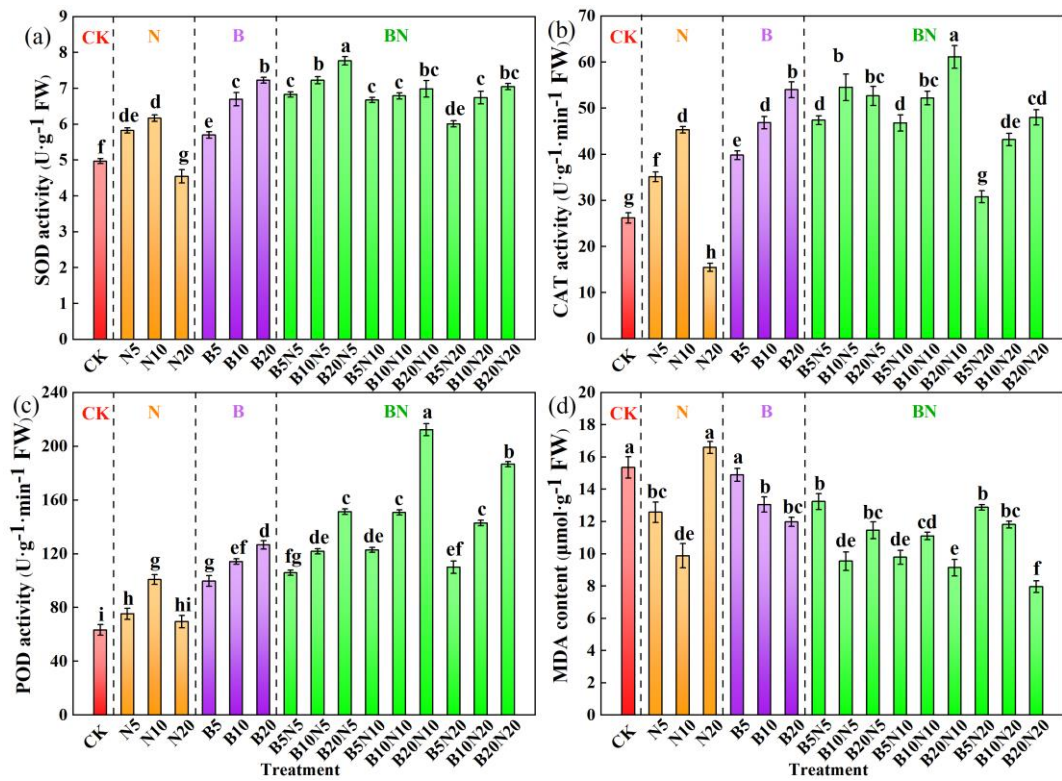 (a)
CK N B BN
SOD activity (U·g⁻¹ FW)
9
8
7
6
5
4
3
2
1
0
f de d g e c b c b a c c bc de c bc
CK N5 N10 N20 B5 B10 B20 B5N5 B10N5 B20N5 B5N10 B10N10 B20N10 B5N20 B10N20 B20N20
(b)
CK N B BN
CAT activity (U·g⁻¹·min⁻¹ FW)
70
60
50
40
30
20
10
0
g f d h e d b d b bc d bc a g de cd
CK N5 N10 N20 B5 B10 B20 B5N5 B10N5 B20N5 B5N10 B10N10 B20N10 B5N20 B10N20 B20N20
(c)
CK N B BN
POD activity (U·g⁻¹·min⁻¹ FW)
240
200
160
120
80
40
0
i h g hi g ef d fg de c de c a ef c b
CK N5 N10 N20 B5 B10 B20 B5N5 B10N5 B20N5 B5N10 B10N10 B20N10 B5N20 B10N20 B20N20
Treatment
(d)
CK N B BN
MDA content (μmol·g⁻¹ FW)
20
18
16
14
12
10
8
6
4
2
0
a bc de a a b bc b de bc de cd e b bc f
CK N5 N10 N20 B5 B10 B20 B5N5 B10N5 B20N5 B5N10 B10N10 B20N10 B5N20 B10N20 B20N20
Treatment